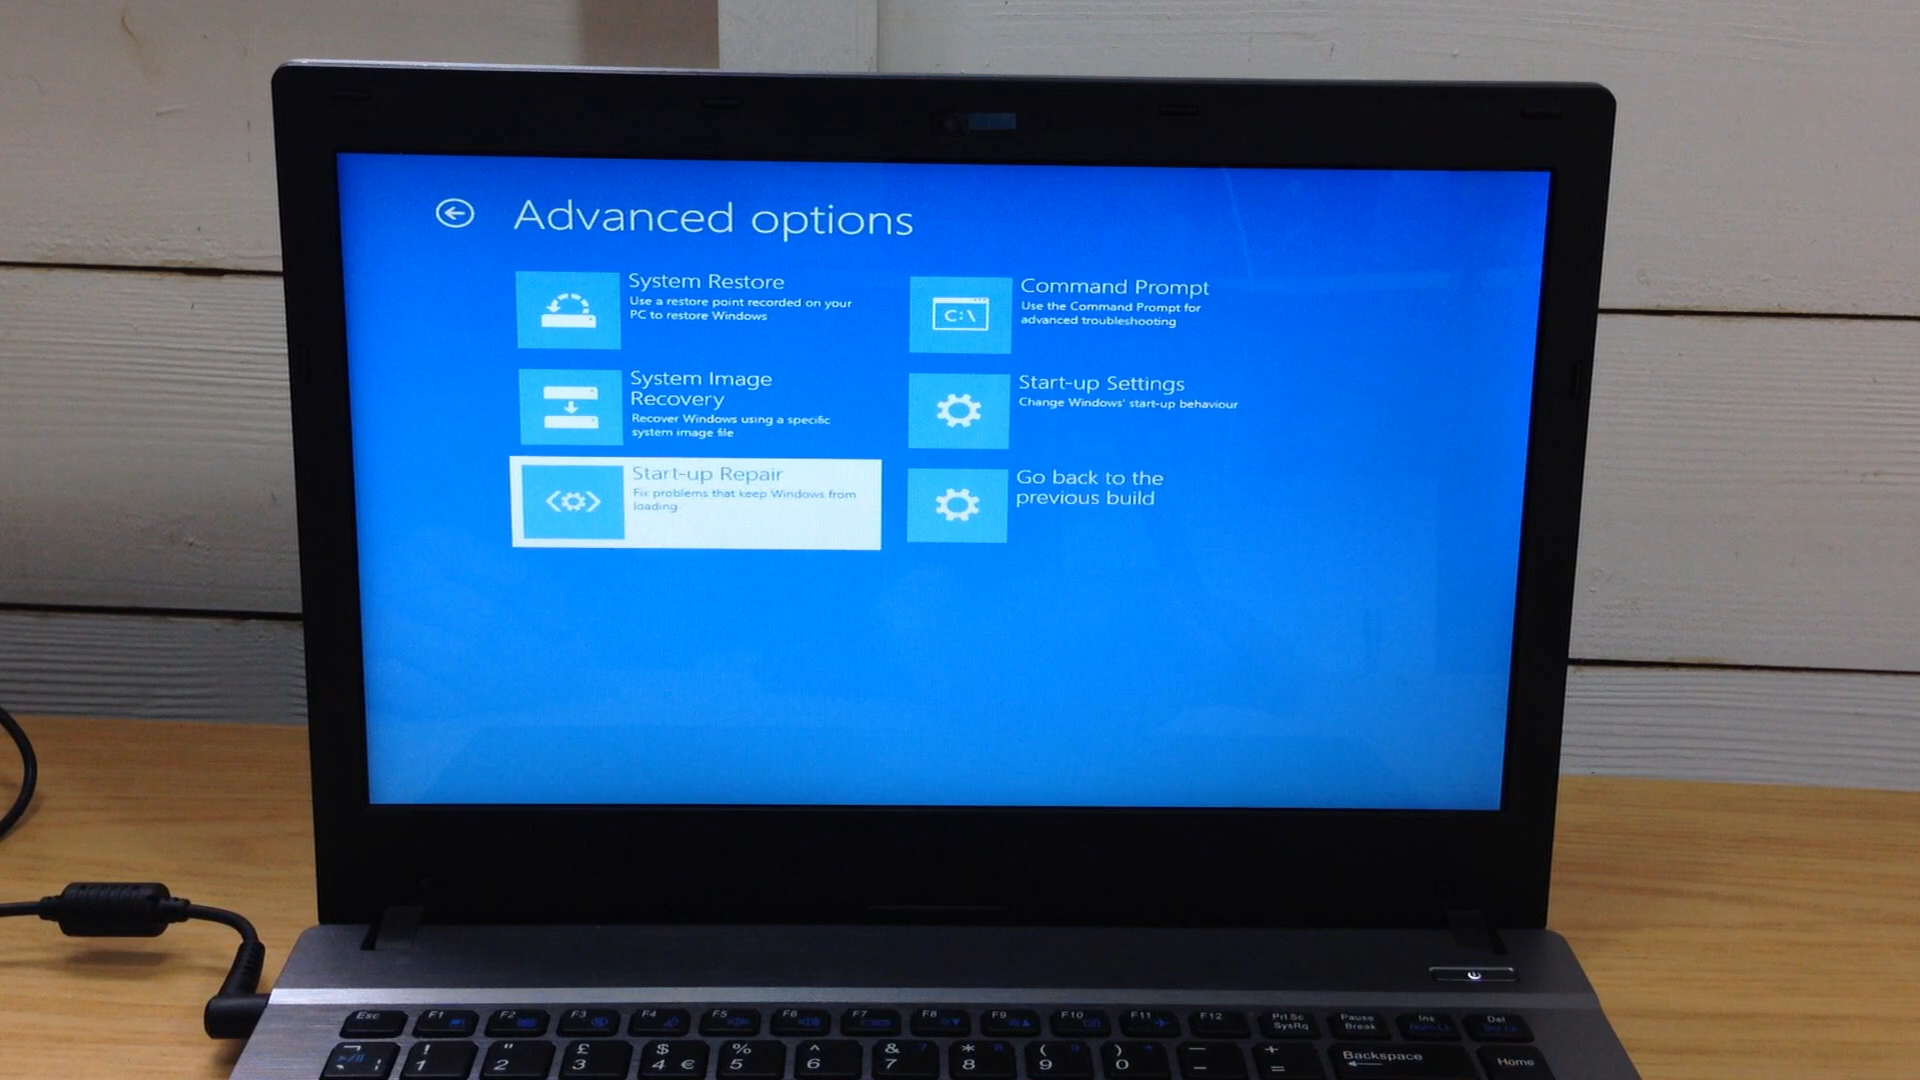 Advanced options
System Restore
Use a restore point recorded on your
PC to restore Windows
System Image
Recovery
Recover Windows using a specific
system image file
Start-up Repair
Fix problems that keep Windows from
loading
Command Prompt
Use the Command Prompt for
advanced troubleshooting
C:\
Start-up Settings
Change Windows' start-up behaviour
Go back to the
previous build
Esc F1 F2 F3 F4 F5 F6 F7 F8 F9 F10 F11 F12 Prt Sc Pause Ins Del
SysRq Break
! " £ $ % ^ & * ( ) — +
1 2 3 4 € 5 6 7 8 9 0 - = Backspace Home